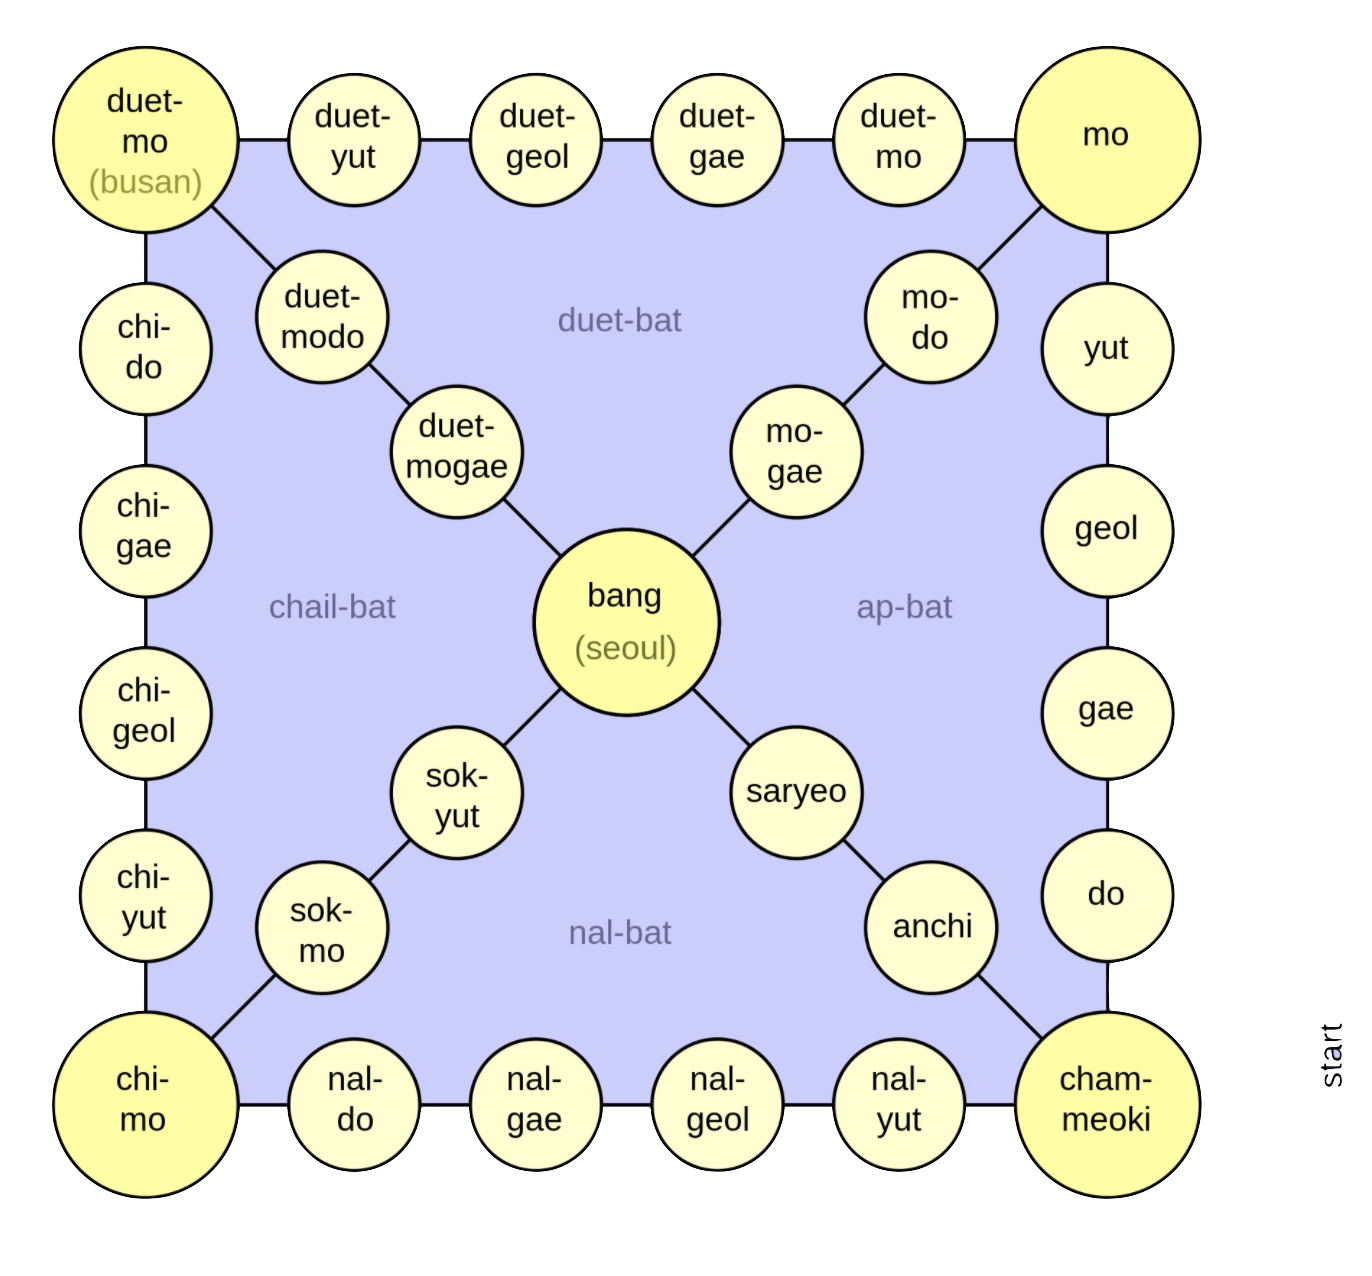 duet-
mo
(busan)
duet-
yut
duet-
geol
duet-
gae
duet-
mo
mo
chi-
do
duet-
modo
duet-bat
mo-
do
yut
duet-
mogae
mo-
gae
chi-
gae
geol
chail-bat
bang
(seoul)
ap-bat
chi-
geol
gae
sok-
yut
saryeo
chi-
yut
sok-
mo
nal-bat
anchi
do
chi-
mo
nal-
do
nal-
gae
nal-
geol
nal-
yut
cham-
meoki
start